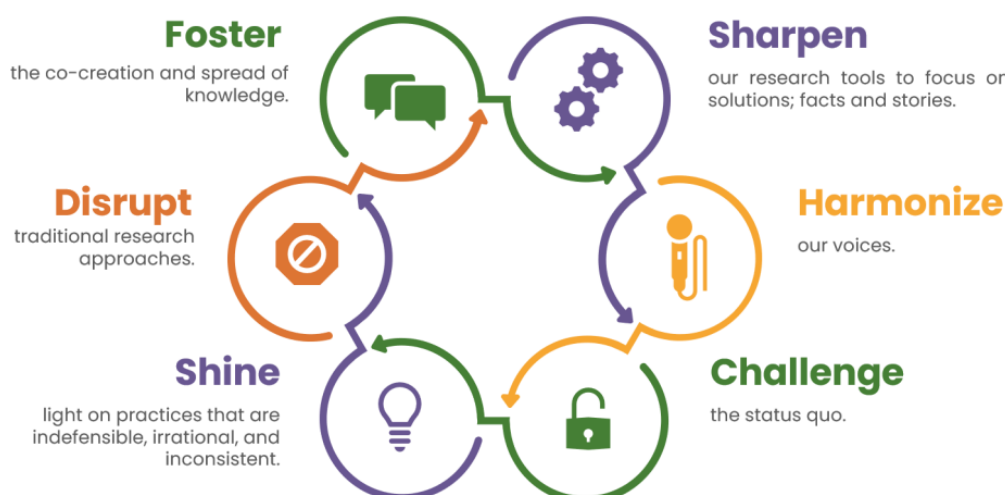 Foster
the co-creation and spread of
knowledge.
Sharpen
our research tools to focus on
solutions; facts and stories.
Disrupt
traditional research
approaches.
Harmonize
our voices.
Shine
light on practices that are
indefensible, irrational, and
inconsistent.
Challenge
the status quo.